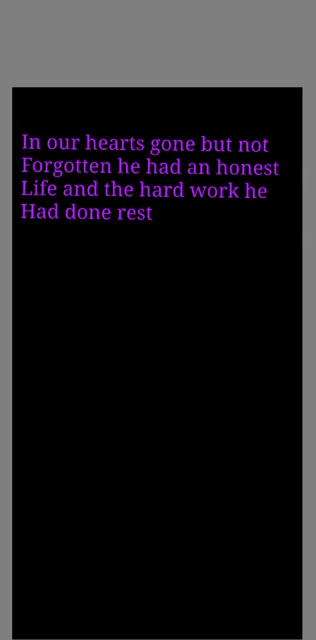 In our hearts gone but not
Forgotten he had an honest
Life and the hard work he
Had done rest